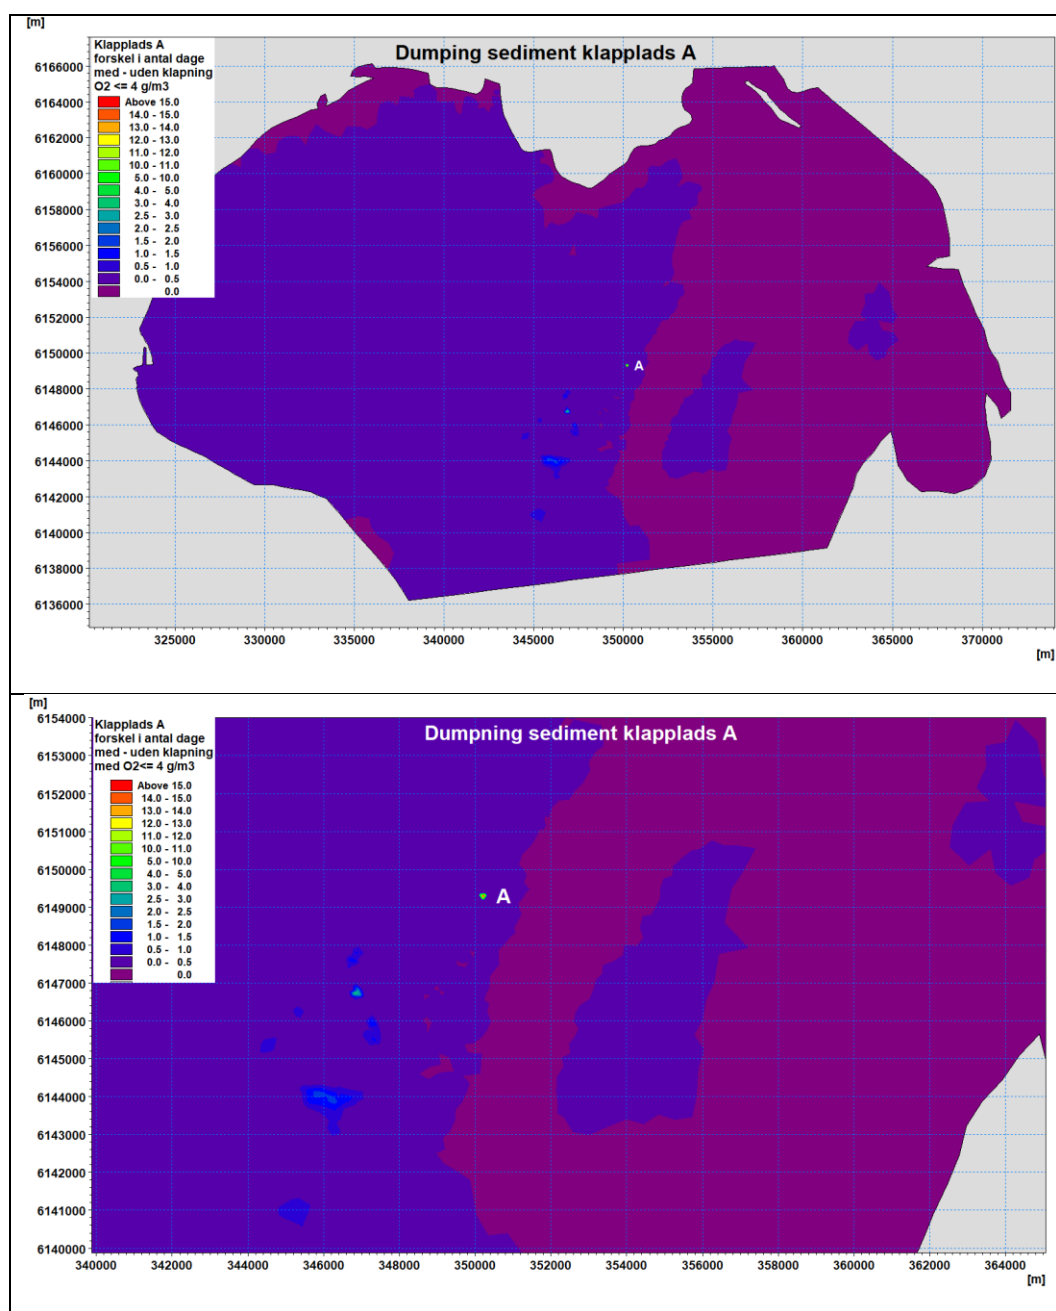 [m]
Dumping sediment klapplads A
Klapplads A
forskel i antal dage
med - uden klapning
O2 <= 4 g/m3
Above 15.0
14.0 - 15.0
13.0 - 14.0
12.0 - 13.0
11.0 - 12.0
10.0 - 11.0
5.0 - 10.0
4.0 - 5.0
3.0 - 4.0
2.5 - 3.0
2.0 - 2.5
1.5 - 2.0
1.0 - 1.5
0.5 - 1.0
0.0 - 0.5
0.0
6166000
6164000
6162000
6160000
6158000
6156000
6154000
6152000
6150000
6148000
6146000
6144000
6142000
6140000
6138000
6136000
A
325000 330000 335000 340000 345000 350000 355000 360000 365000 370000
[m]
[m]
Dumpning sediment klapplads A
Klapplads A
forskel i antal dage
med - uden klapning
med O2<= 4 g/m3
Above 15.0
14.0 - 15.0
13.0 - 14.0
12.0 - 13.0
11.0 - 12.0
10.0 - 11.0
5.0 - 10.0
4.0 - 5.0
3.0 - 4.0
2.5 - 3.0
2.0 - 2.5
1.5 - 2.0
1.0 - 1.5
0.5 - 1.0
0.0 - 0.5
0.0
6154000
6153000
6152000
6151000
6150000
6149000
6148000
6147000
6146000
6145000
6144000
6143000
6142000
6141000
6140000
A
340000 342000 344000 346000 348000 350000 352000 354000 356000 358000 360000 362000 364000
[m]